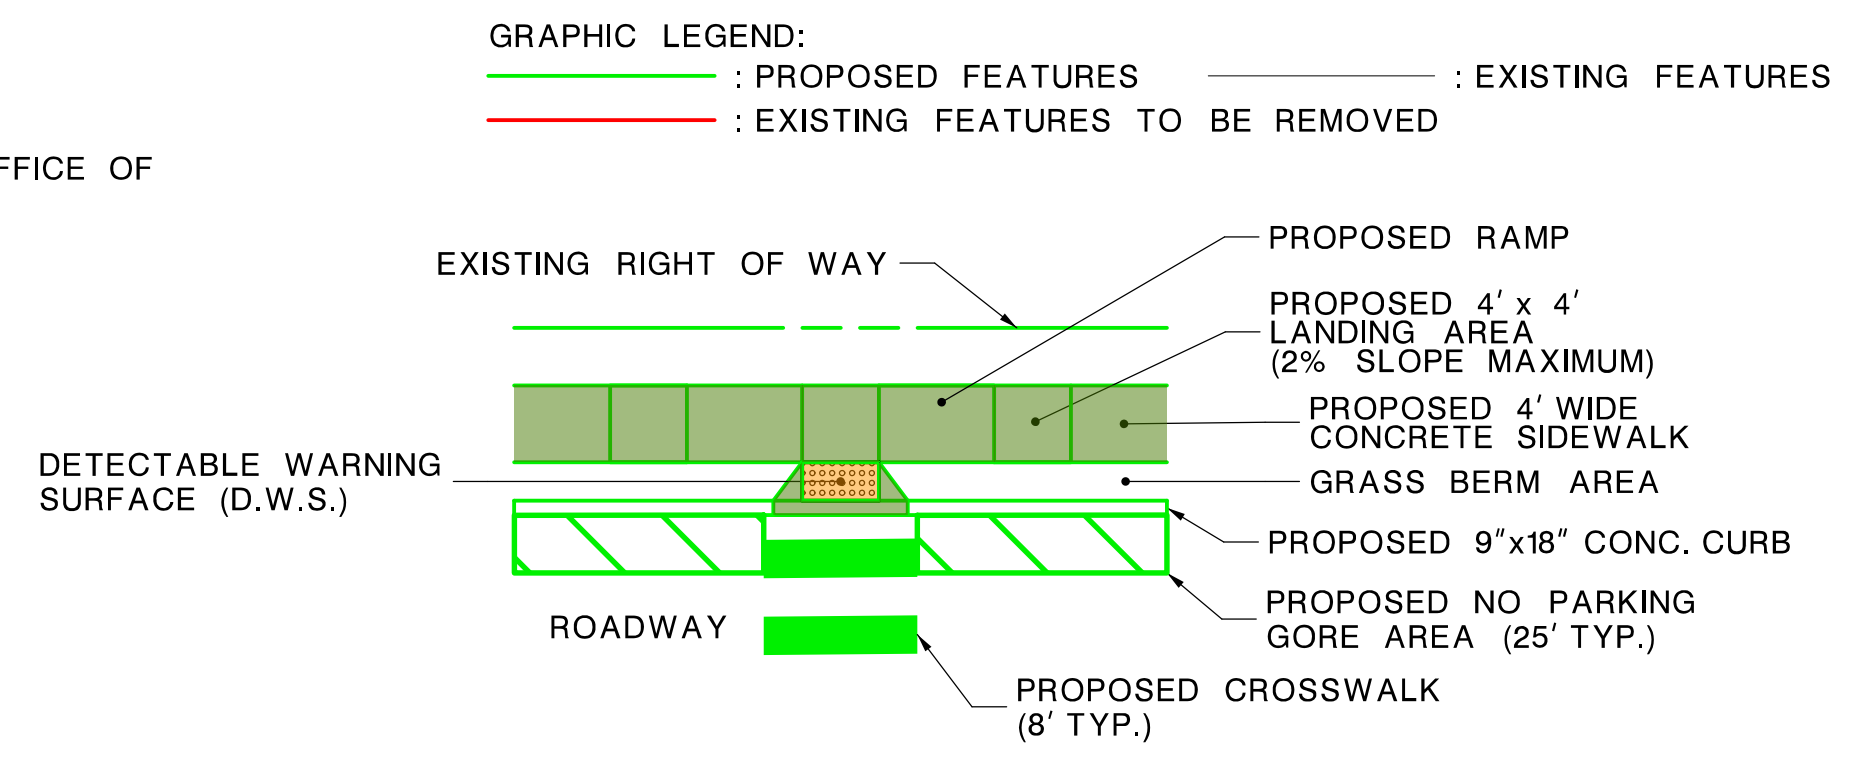 GRAPHIC LEGEND:
: PROPOSED FEATURES : EXISTING FEATURES
: EXISTING FEATURES TO BE REMOVED
OF
EXISTING RIGHT OF WAY
PROPOSED RAMP
PROPOSED 4' x 4'
LANDING AREA
(2% SLOPE MAXIMUM)
PROPOSED 4' WIDE
CONCRETE SIDEWALK
DETECTABLE WARNING
SURFACE (D.W.S.)
GRASS BERM AREA
PROPOSED 9"x18" CONC. CURB
PROPOSED NO PARKING
GORE AREA (25' TYP.)
ROADWAY
PROPOSED CROSSWALK
(8' TYP.)